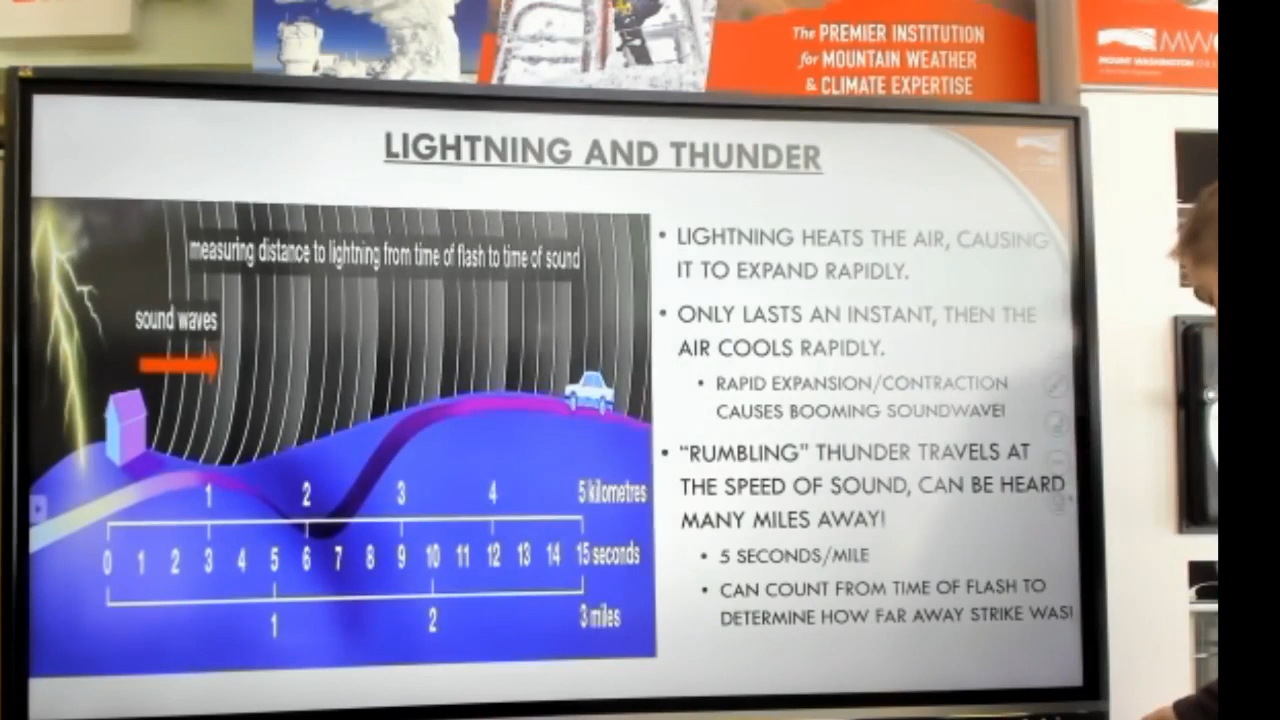 The PREMIER INSTITUTION
for MOUNTAIN WEATHER
& CLIMATE EXPERTISE
MW
MOUNT WASHINGTON
LIGHTNING AND THUNDER
measuring distance to lightning from time of flash to time of sound
sound waves
1 2 3 4 5 kilometres
0 1 2 3 4 5 6 7 8 9 10 11 12 13 14 15 seconds
1 2 3 miles
• LIGHTNING HEATS THE AIR, CAUSING
IT TO EXPAND RAPIDLY.
• ONLY LASTS AN INSTANT, THEN THE
AIR COOLS RAPIDLY.
• RAPID EXPANSION/CONTRACTION
CAUSES BOOMING SOUNDWAVE!
• "RUMBLING" THUNDER TRAVELS AT
THE SPEED OF SOUND, CAN BE HEARD
MANY MILES AWAY!
• 5 SECONDS/MILE
• CAN COUNT FROM TIME OF FLASH TO
DETERMINE HOW FAR AWAY STRIKE WAS!